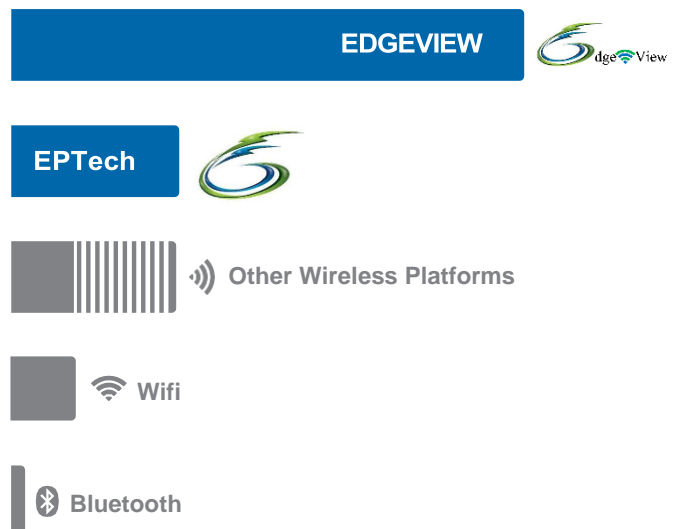 EDGEVIEW
dge View
EPTech
Other Wireless Platforms
Wifi
Bluetooth